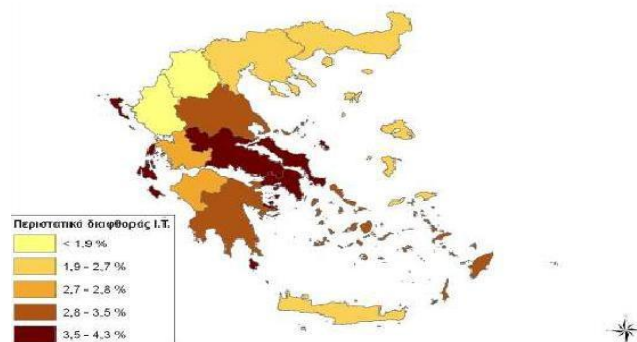 Περιστατικά διαφθοράς Ι.Τ.
< 1,9 %
1,9 - 2,7 %
2,7 - 2,8 %
2,8 - 3,5 %
3,5 - 4,3 %